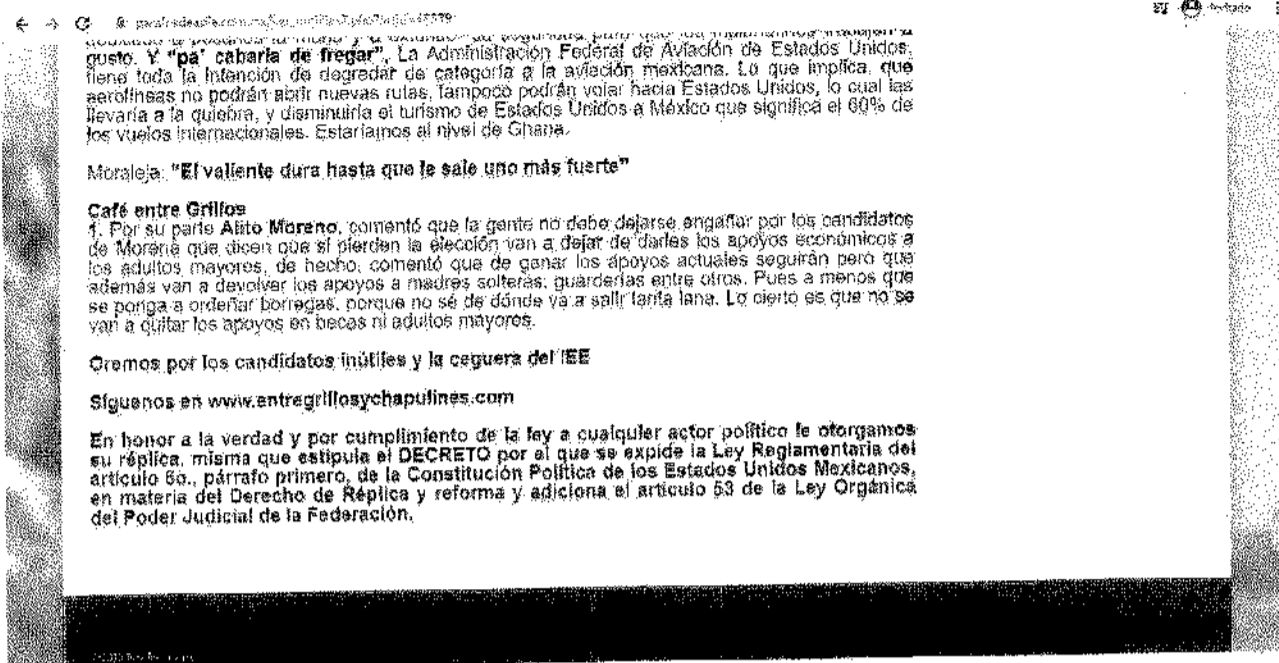 gusto. Y "pa' cabarla de fregar", La Administración Federal de Aviación de Estados Unidos,
tiene toda la intención de degradar de categoría a la aviación mexicana. Lo que implica, que
aerolíneas no podrán abrir nuevas rutas, tampoco podrán volar hacia Estados Unidos, lo cual las
llevaría a la quiebra, y disminuiría el turismo de Estados Unidos a México que significa el 60% de
los vuelos internacionales. Estaríamos al nivel de Ghana.
Moraleja: "El valiente dura hasta que le sale uno más fuerte"
Café entre Grillos
1. Por su parte Alito Moreno, comentó que la gente no debe dejarse engañar por los candidatos
de Morena que dicen que si pierden la elección van a dejar de darles los apoyos económicos a
los adultos mayores, de hecho, comentó que de ganar los apoyos actuales seguirán pero que
además van a devolver los apoyos a madres solteras, guarderías entre otros. Pues a menos que
se ponga a ordeñar borregas, porque no sé de dónde va a salir tanta lana. Lo cierto es que no se
van a quitar los apoyos en becas ni adultos mayores.
Oremos por los candidatos inútiles y la ceguera del IEE
Síguenos en www.entregrillosychapulines.com
En honor a la verdad y por cumplimiento de la ley a cualquier actor político le otorgamos
su réplica, misma que estipula el DECRETO por el que se expide la Ley Reglamentaria del
artículo 6o., párrafo primero, de la Constitución Política de los Estados Unidos Mexicanos,
en materia del Derecho de Réplica y reforma y adiciona el artículo 53 de la Ley Orgánica
del Poder Judicial de la Federación.